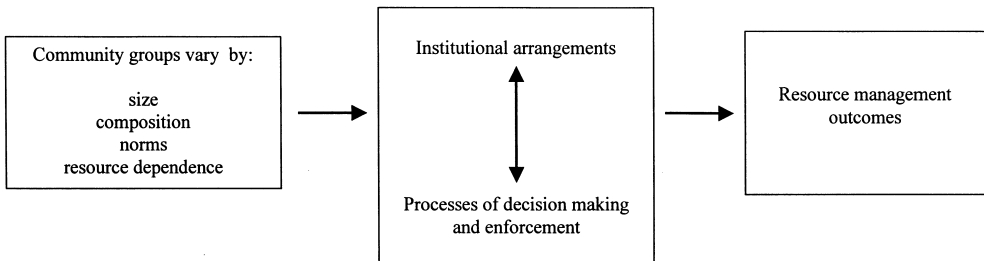 Community groups vary by:
size
composition
norms
resource dependence
Institutional arrangements
Processes of decision making
and enforcement
Resource management
outcomes